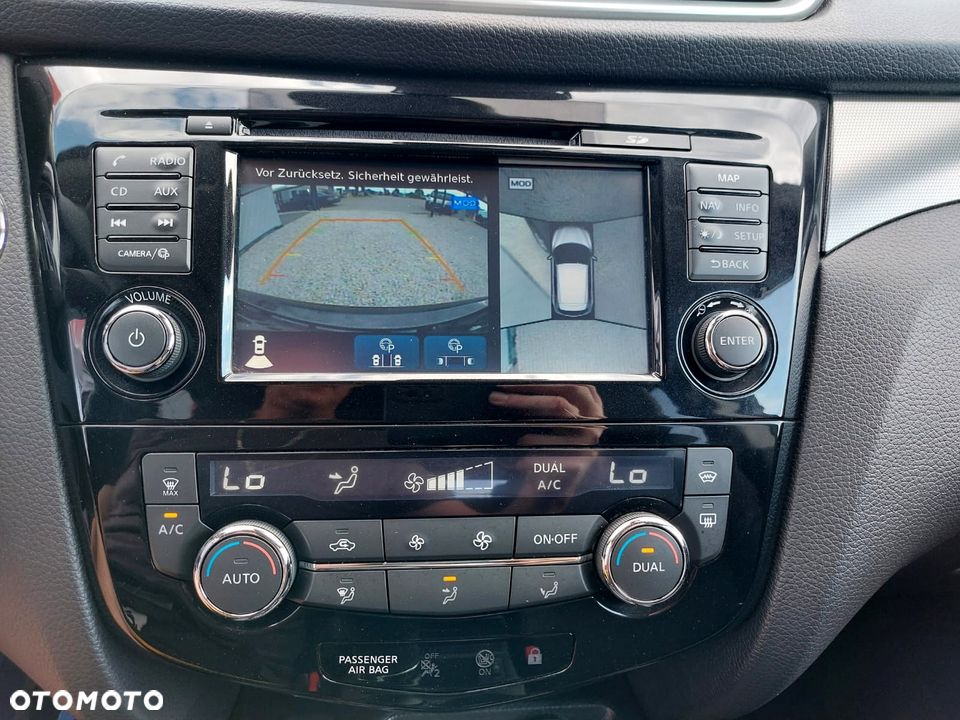 SD
RADIO
CD AUX
CAMERA/
VOLUME
Vor Zurücksetz. Sicherheit gewährleist.
MOD
MOD
P
P
MAP
NAV INFO
SETUP
BACK
ENTER
MAX
A/C
Lo
DUAL
A/C
Lo
AUTO
ON·OFF
DUAL
PASSENGER
AIR BAG
OFF
2
ON
OTOMOTO